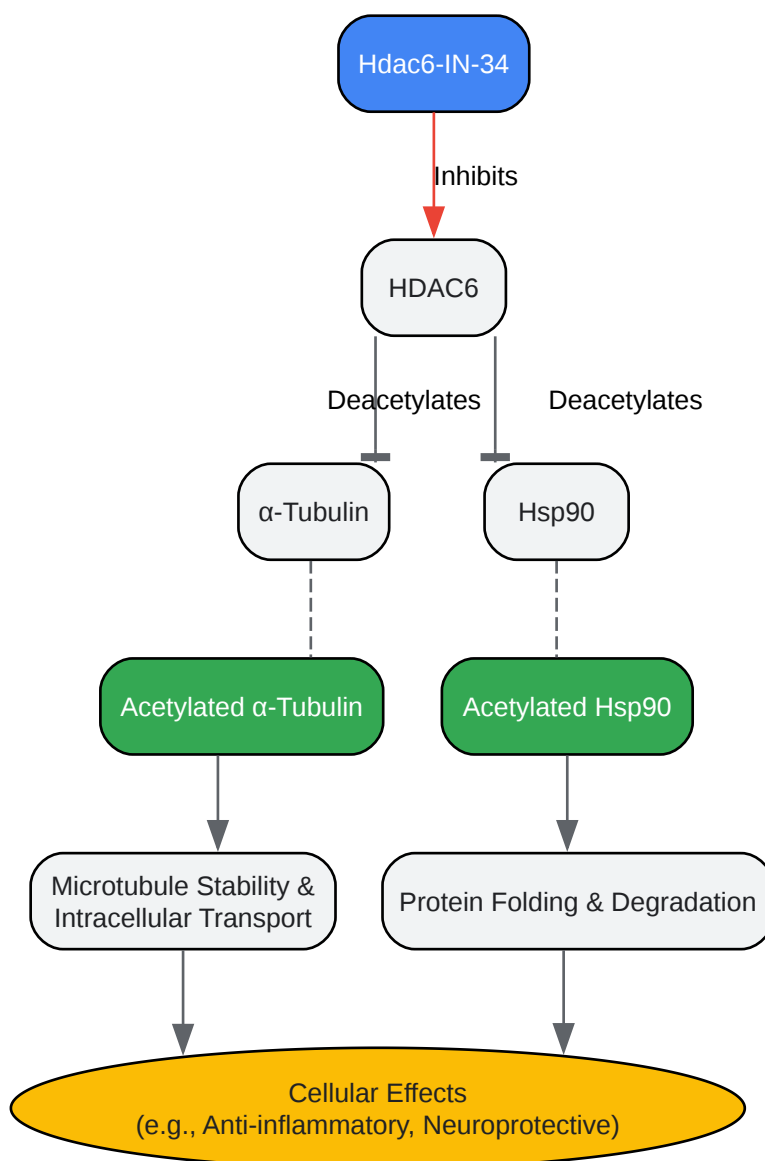 Hdac6-IN-34
Inhibits
HDAC6
Deacetylates
Deacetylates
α-Tubulin
Hsp90
Acetylated α-Tubulin
Acetylated Hsp90
Microtubule Stability &
Intracellular Transport
Protein Folding & Degradation
Cellular Effects
(e.g., Anti-inflammatory, Neuroprotective)